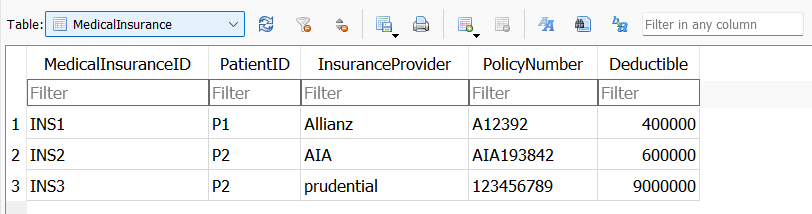 Table: MedicalInsurance Filter in any column
MedicalInsuranceID PatientID InsuranceProvider PolicyNumber Deductible
Filter Filter Filter Filter Filter
1 INS1 P1 Allianz A12392 400000
2 INS2 P2 AIA AIA193842 600000
3 INS3 P2 prudential 123456789 9000000